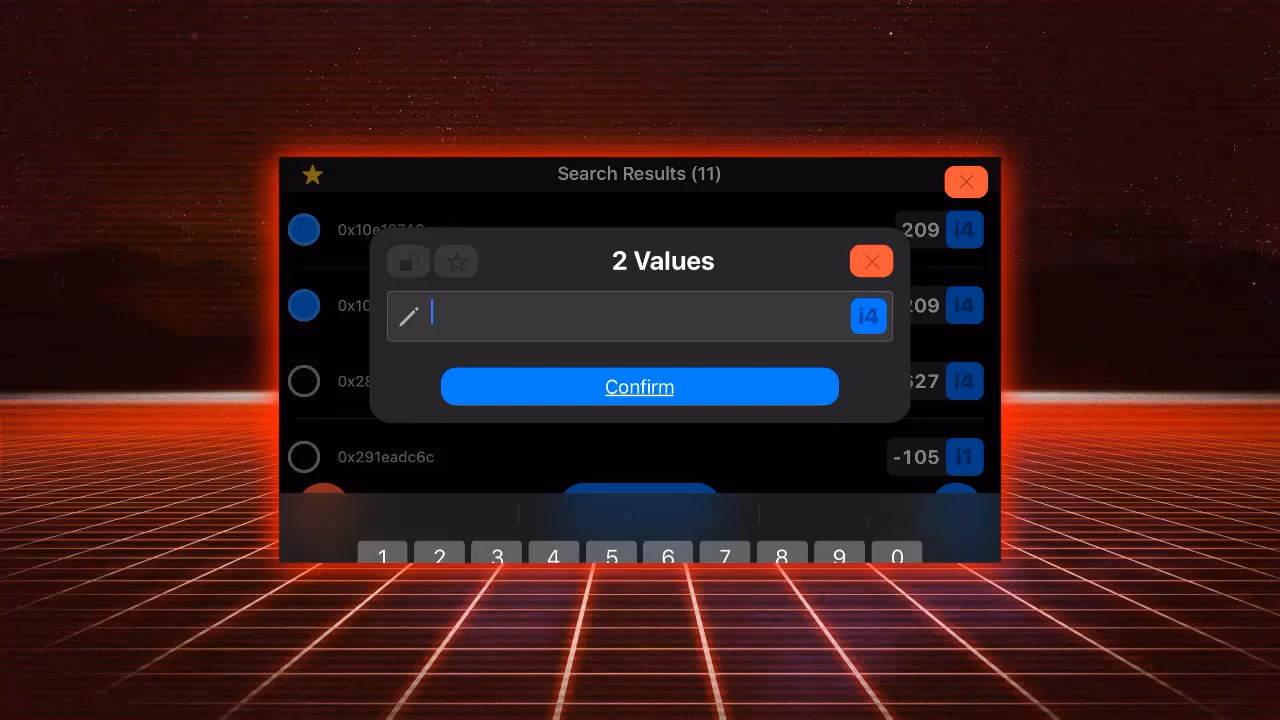 Search Results (11)
209 i4
2 Values
i4
209 i4
i4
Confirm
0x291eadc6c -105 i1
1 2 3 4 5 6 7 8 9 0